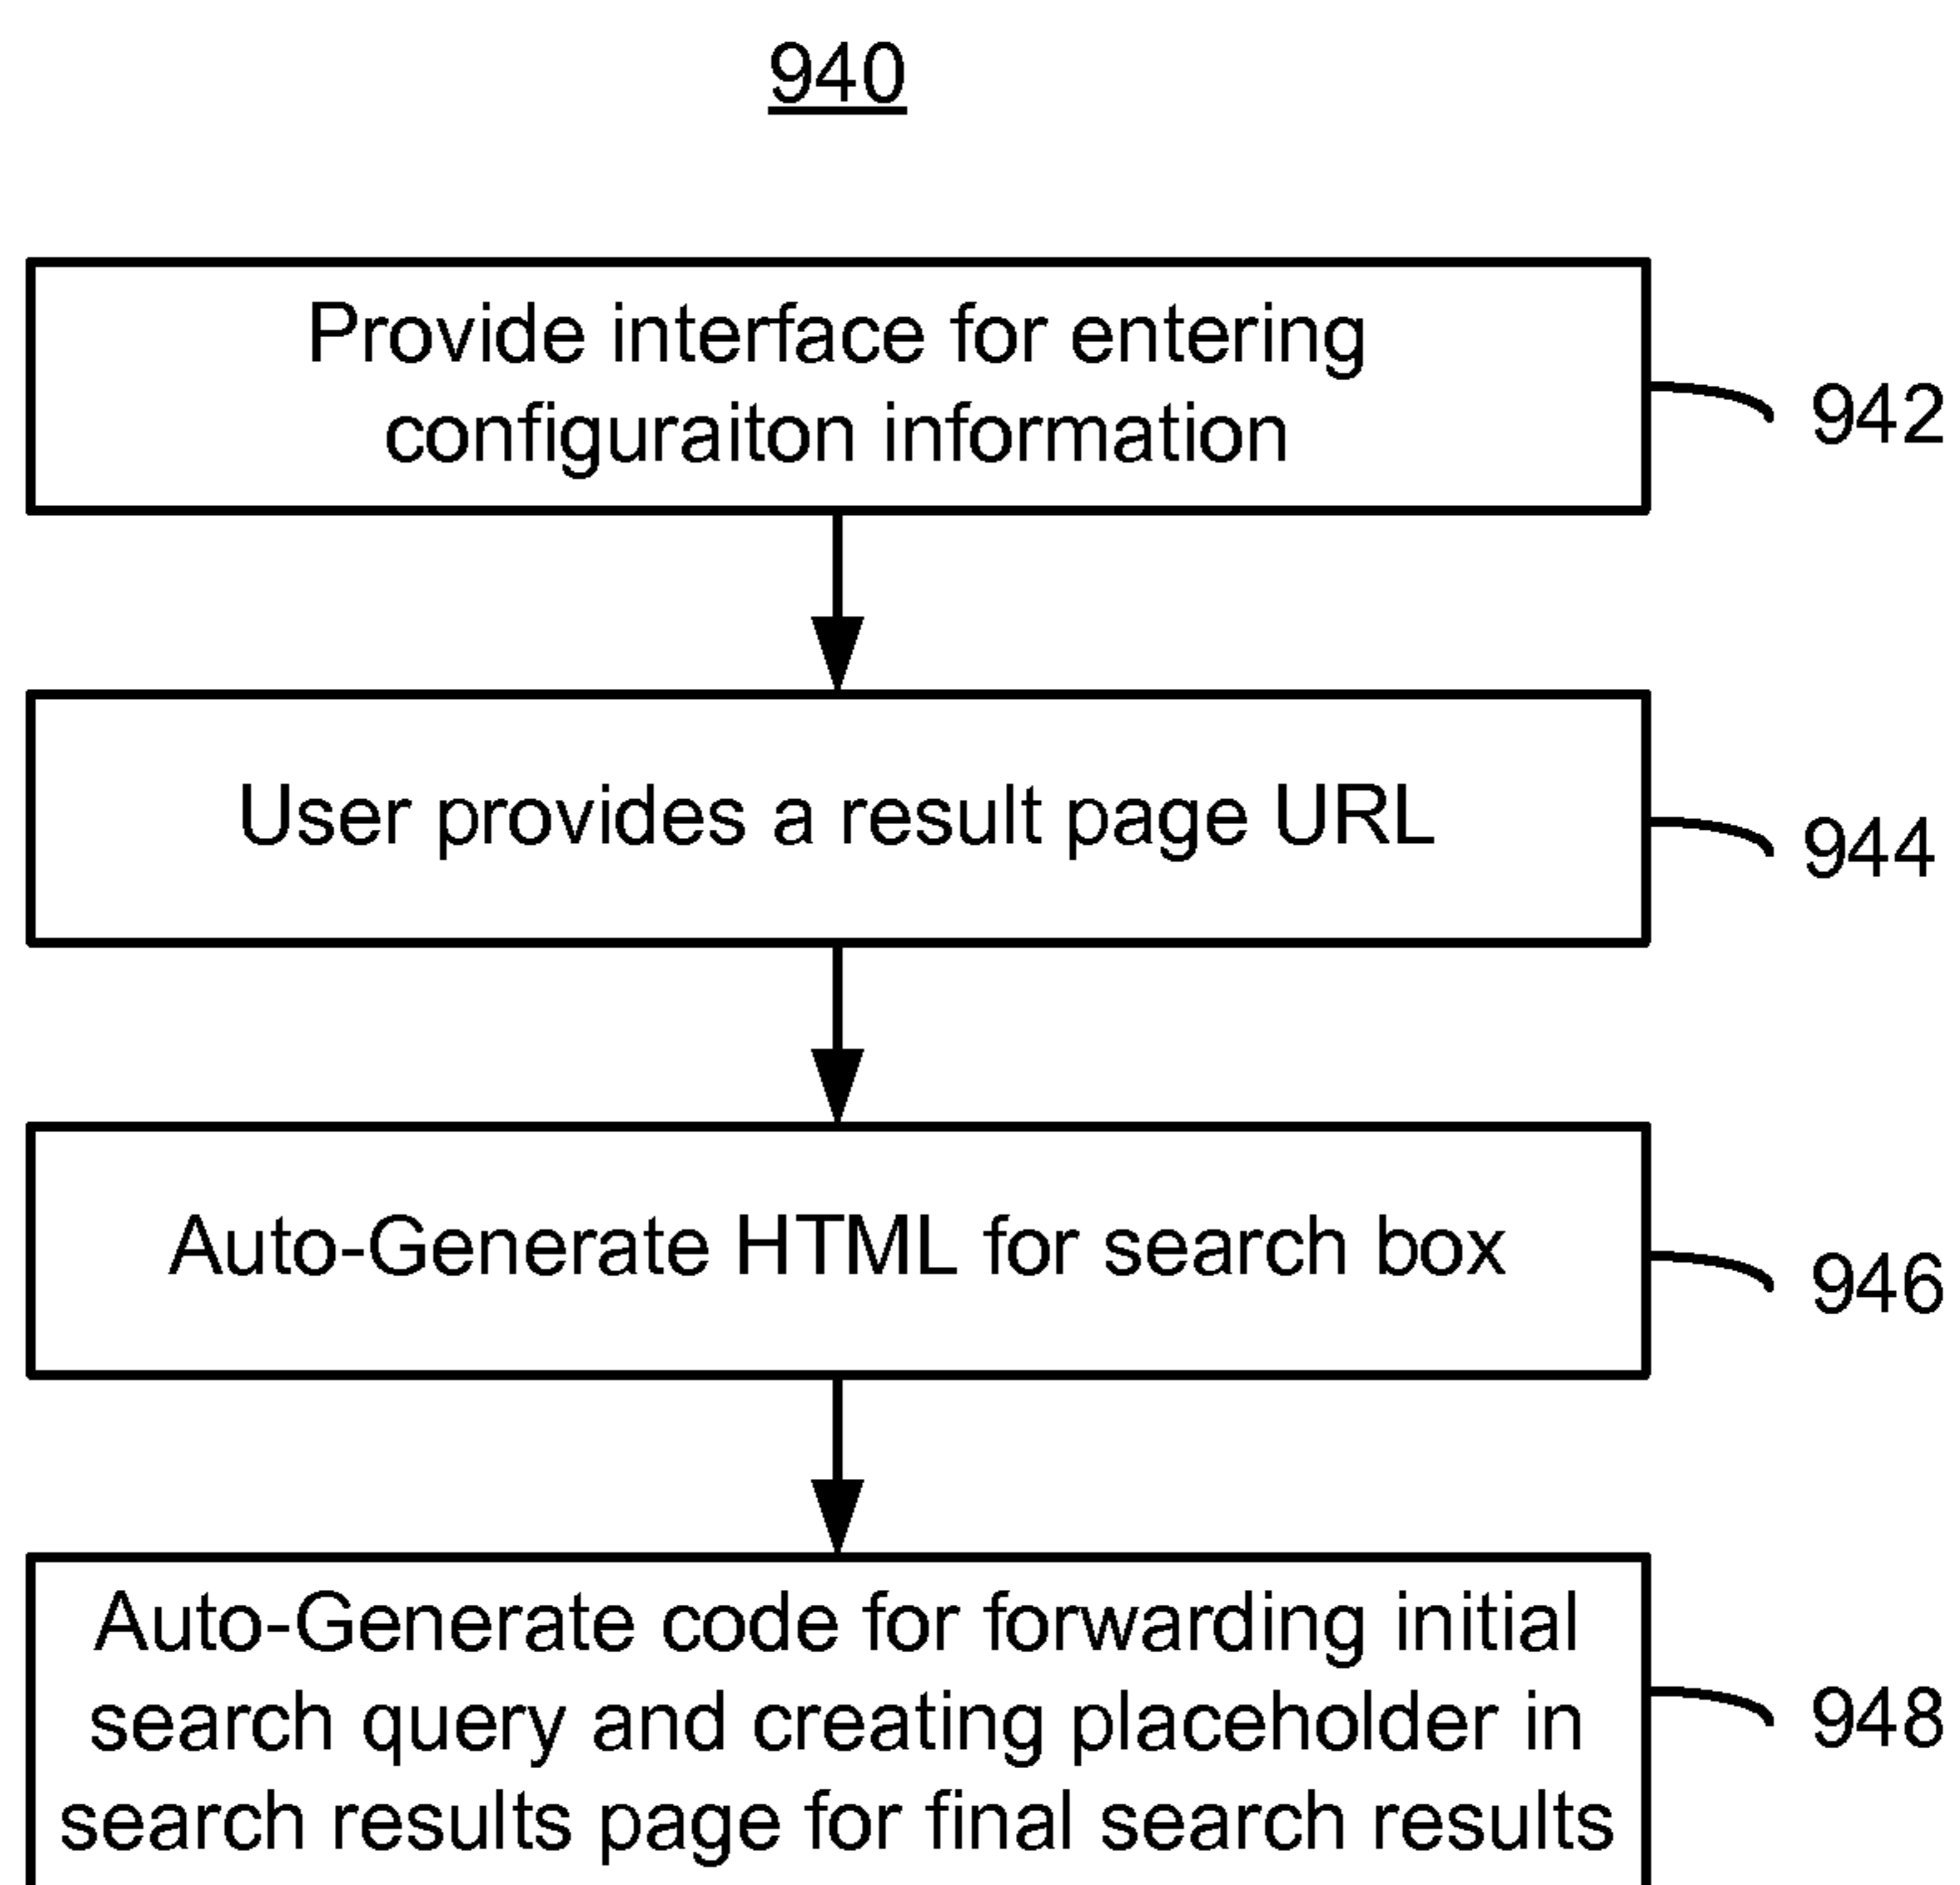 940
Provide interface for entering
configuraiton information
942
User provides a result page URL
944
Auto-Generate HTML for search box
946
Auto-Generate code for forwarding initial
search query and creating placeholder in
search results page for final search results
948